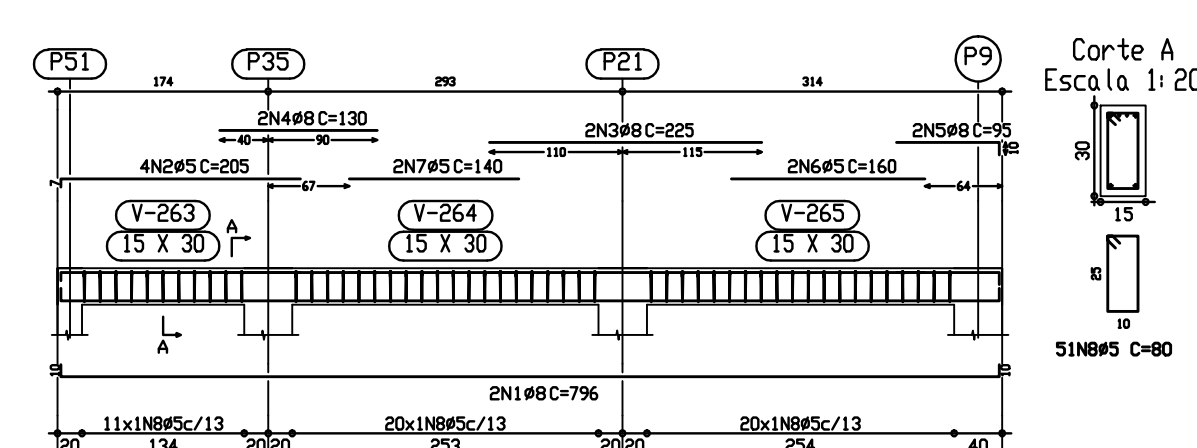 P51 P35 P21 P9
174 293 314
2N4ø8 C=130
40 90
2N3ø8 C=225
110 115
2N5ø8 C=95
10
4N2ø5 C=205
7
67
2N7ø5 C=140
2N6ø5 C=160
64
V-263 V-264 V-265
15 X 30 15 X 30 15 X 30
A
A
10 10
2N1ø8 C=796
11x1N8ø5c/13 20x1N8ø5c/13 20x1N8ø5c/13
20 134 20 20 253 20 20 254 40
Corte A
Escala 1:20
30
15
25
10
51N8ø5 C=80